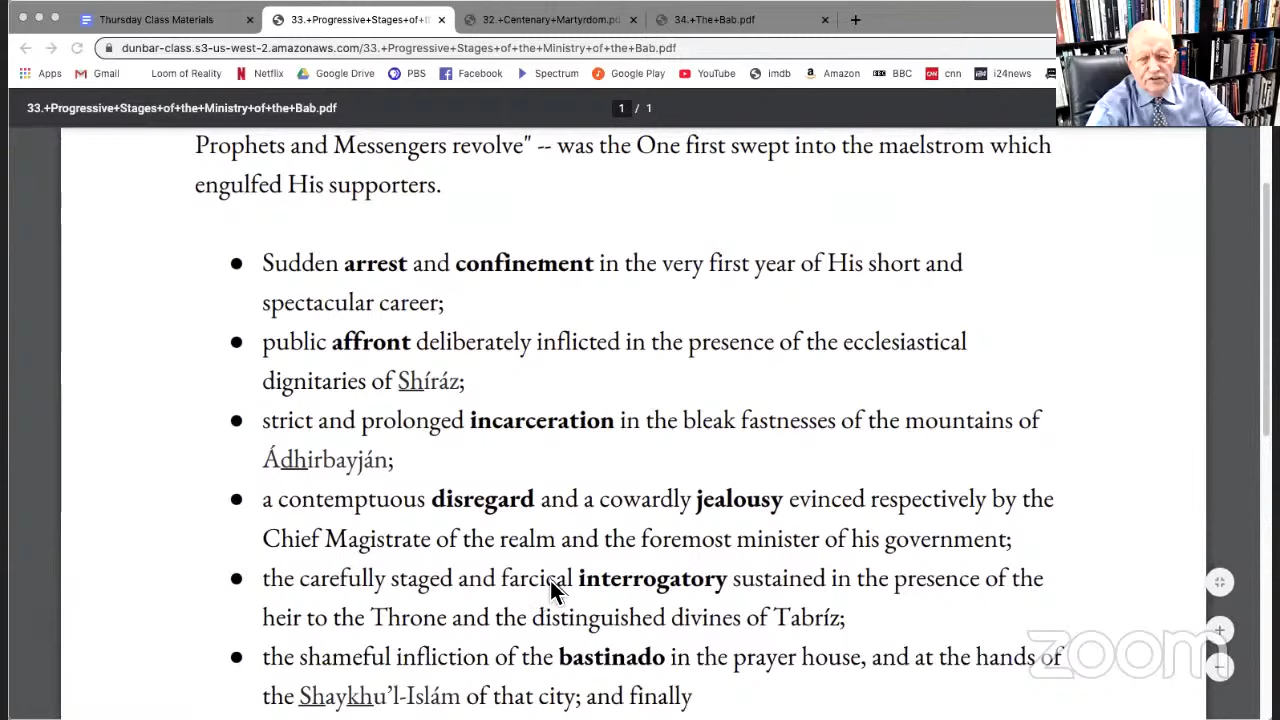 Thursday Class Materials
33.+Progressive+Stages+of+t
32.+Centenary+Martyrdom.pd
34.+The+Bab.pdf
dunbar-class.s3-us-west-2.amazonaws.com/33.+Progressive+Stages+of+the+Ministry+of+the+Bab.pdf
Apps Gmail Loom of Reality Netflix Google Drive PBS Facebook Spectrum Google Play YouTube imdb Amazon BBC cnn i24news
33.+Progressive+Stages+of+the+Ministry+of+the+Bab.pdf 1 / 1
Prophets and Messengers revolve" -- was the One first swept into the maelstrom which
engulfed His supporters.
● Sudden arrest and confinement in the very first year of His short and
spectacular career;
● public affront deliberately inflicted in the presence of the ecclesiastical
dignitaries of Shíráz;
● strict and prolonged incarceration in the bleak fastnesses of the mountains of
Ádhirbayján;
● a contemptuous disregard and a cowardly jealousy evinced respectively by the
Chief Magistrate of the realm and the foremost minister of his government;
● the carefully staged and farcical interrogatory sustained in the presence of the
heir to the Throne and the distinguished divines of Tabríz;
● the shameful infliction of the bastinado in the prayer house, and at the hands of
the Shaykhu’l-Islám of that city; and finally
zoom